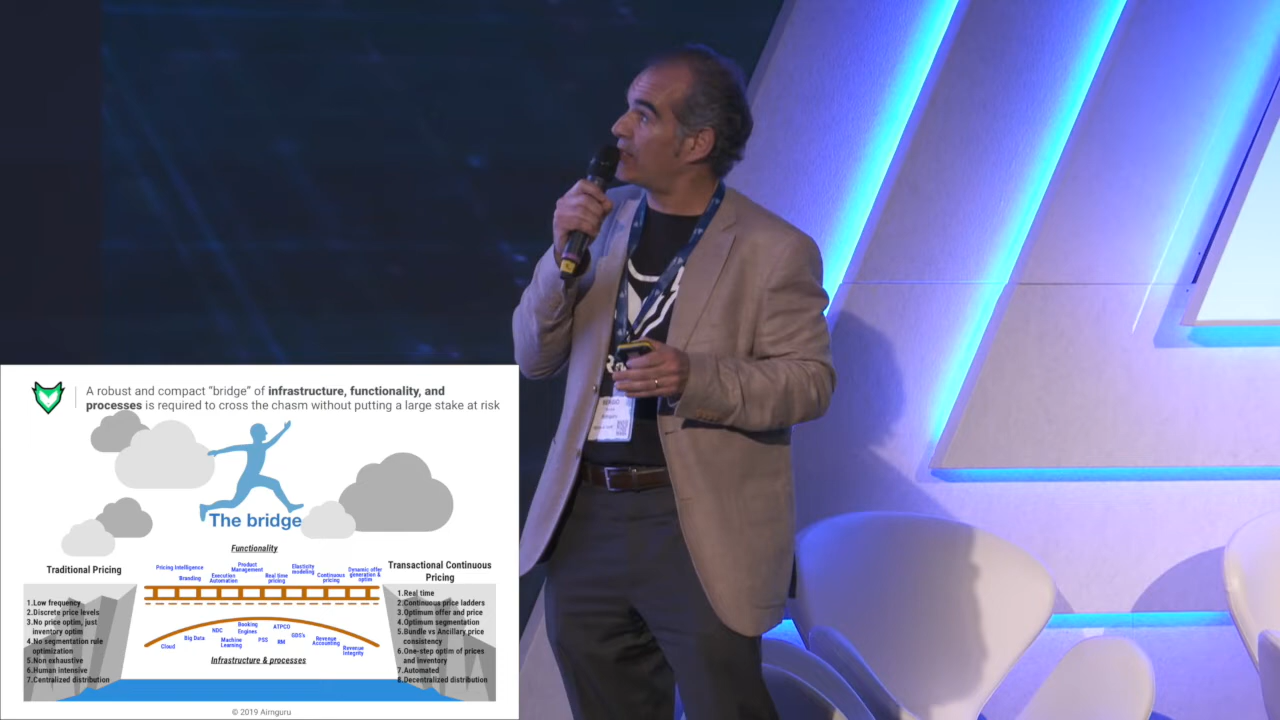 A robust and compact “bridge” of infrastructure, functionality, and
processes is required to cross the chasm without putting a large stake at risk
The bridge
Functionality
Traditional Pricing
Transactional Continuous
Pricing
Pricing Intelligence
Branding
Execution
Automation
Product
Management
Real time
pricing
Elasticity
modeling
Continuous
pricing
Dynamic offer
generation &
optim
1.Low frequency
2.Discrete price levels
3.No price optim, just
inventory optim
4.No segmentation rule
optimization
5.Non exhaustive
6.Human intensive
7.Centralized distribution
Cloud
Big Data
NDC
Machine
Learning
Booking
Engines
PSS
ATPCO
RM
GDS's
Revenue
Accounting
Revenue
Integrity
Infrastructure & processes
1.Real time
2.Continuous price ladders
3.Optimum offer and price
4.Optimum segmentation
5.Bundle vs Ancillary price
consistency
6.One-step optim of prices
and inventory
7.Automated
8.Decentralized distribution
© 2019 Airnguru